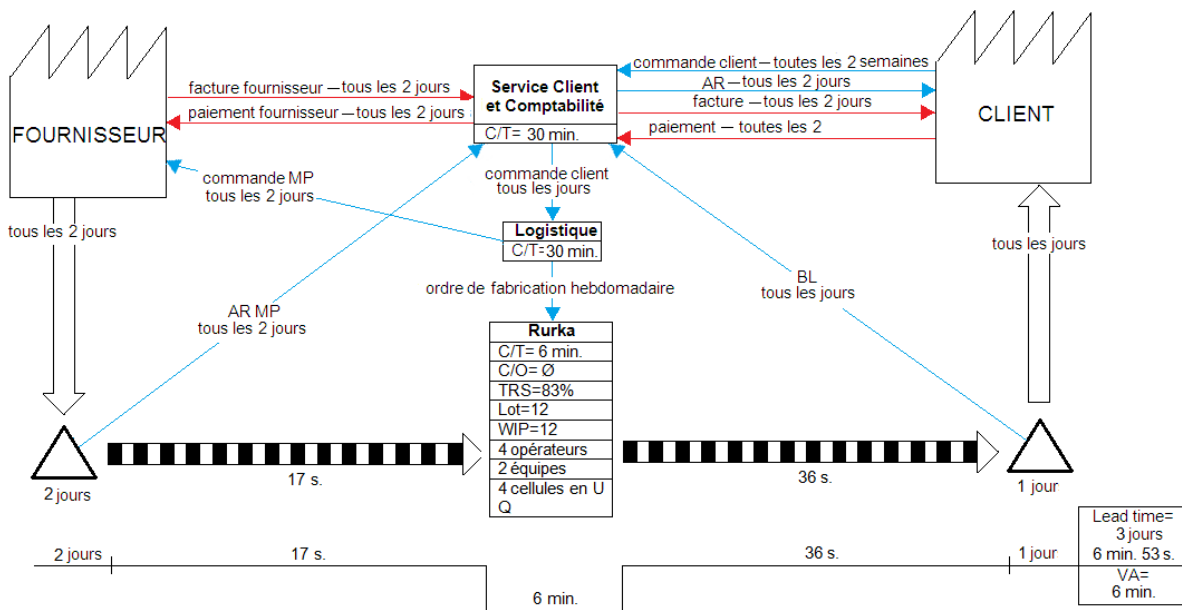 commande client—toutes les 2 semaines
AR—tous les 2 jours
facture fournisseur —tous les 2 jours
Service Client
et Comptabilité
facture —tous les 2 jours
paiement fournisseur —tous les 2 jours
paiement — toutes les 2
FOURNISSEUR
CLIENT
C/T= 30 min.
commande MP
tous les 2 jours
commande client
tous les jours
tous les 2 jours
Logistique
C/T=30 min.
tous les jours
ordre de fabrication hebdomadaire
BL
tous les jours
AR MP
tous les 2 jours
Rurka
C/T= 6 min.
C/O= Ø
TRS=83%
Lot=12
WIP=12
4 opérateurs
2 équipes
4 cellules en U
Q
2 jours
17 s.
36 s.
1 jour
2 jours
17 s.
36 s.
1 jour
6 min.
Lead time=
3 jours
6 min. 53 s.
VA=
6 min.